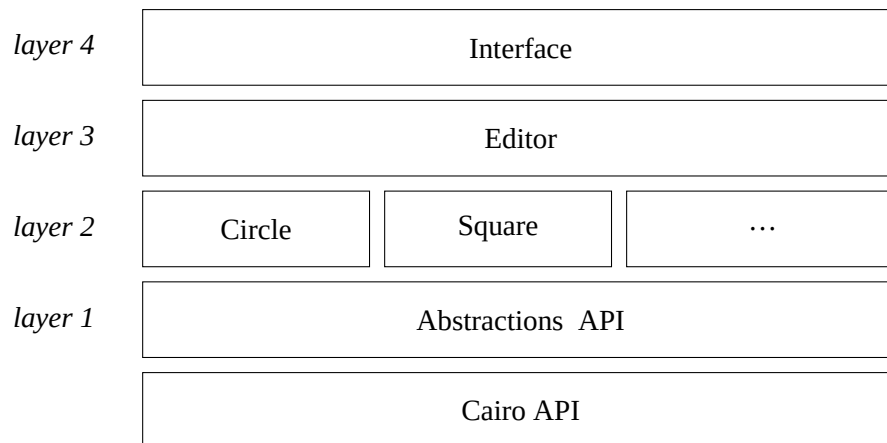 layer 4
Interface
layer 3
Editor
layer 2
Circle
Square
...
layer 1
Abstractions API
Cairo API